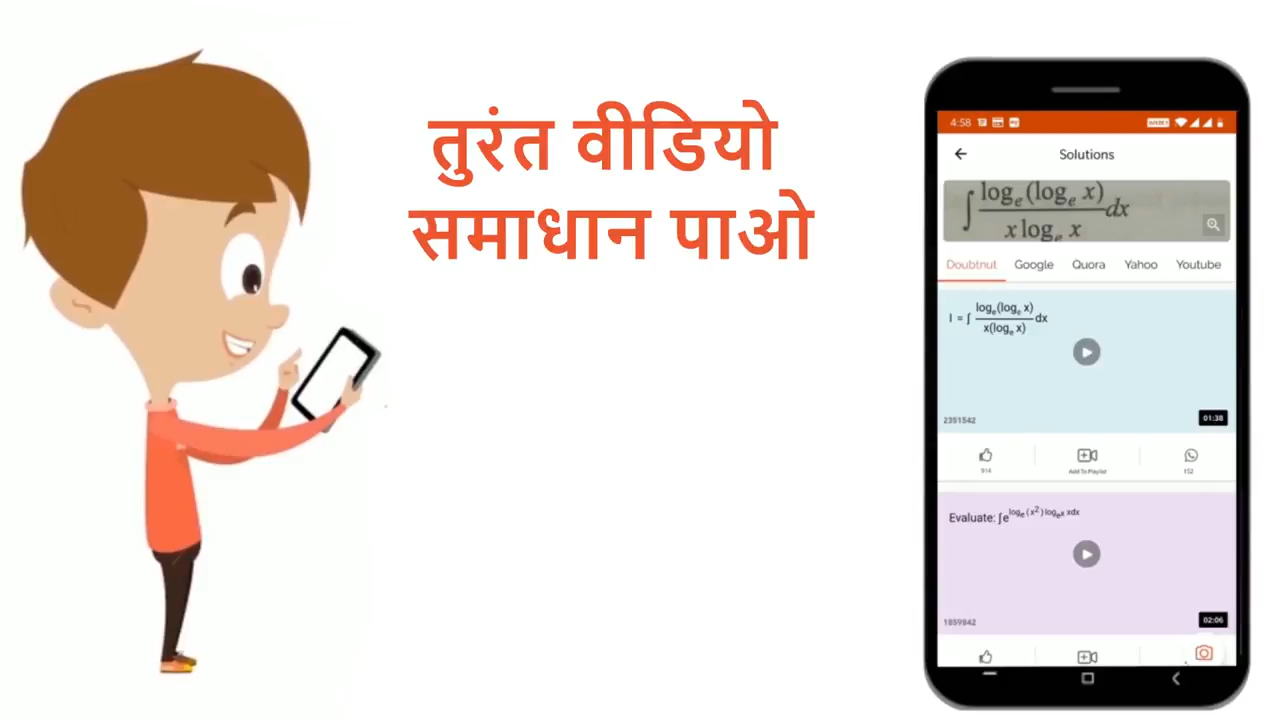 तुरंत वीडियो
समाधान पाओ
4:58
Solutions
∫ logₑ(logₑ x) / x logₑ x dx
Doubtnut Google Quora Yahoo Youtube
I = ∫ logₑ(logₑ x) / x(logₑ x) dx
2351542
01:38
914
Add To Playlist
152
Evaluate: ∫e^logₑ(x²)logₑx xdx
1859842
02:06